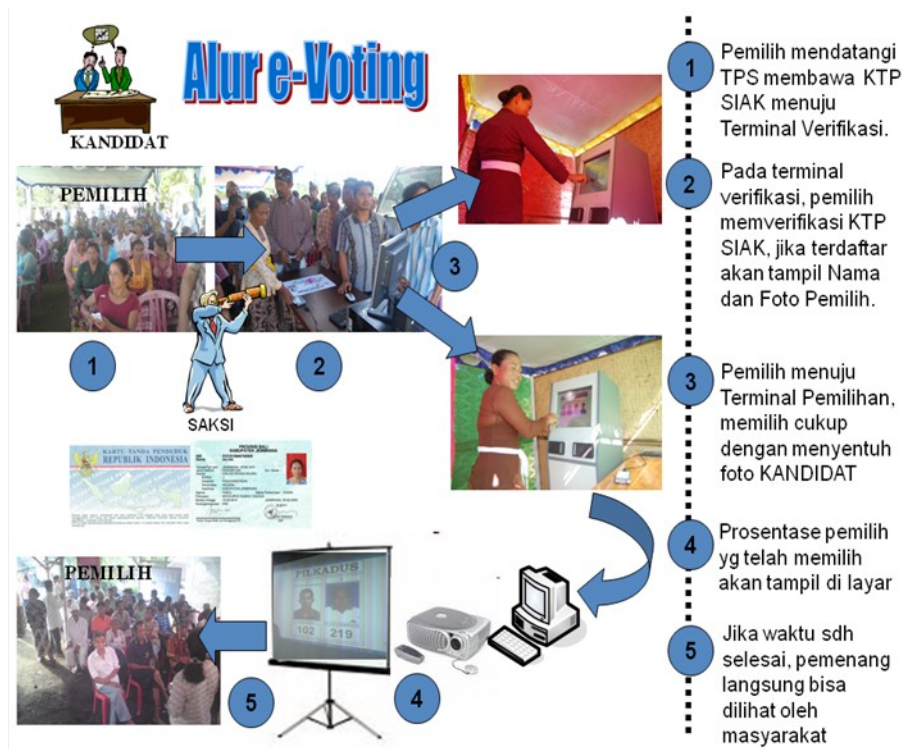 Alur e-Voting
KANDIDAT
PEMILIH
1
2
3
SAKSI
KARTU TANDA PENDUDUK
REPUBLIK INDONESIA
PROVINSI BALI
KABUPATEN JEMBRANA
PEMILIH
PILKADUS
102
219
5
4
1
Pemilih mendatangi
TPS membawa KTP
SIAK menuju
Terminal Verifikasi.
2
Pada terminal
verifikasi, pemilih
memverifikasi KTP
SIAK, jika terdaftar
akan tampil Nama
dan Foto Pemilih.
3
Pemilih menuju
Terminal Pemilihan,
memilih cukup
dengan menyentuh
foto KANDIDAT
4
Prosentase pemilih
yg telah memilih
akan tampil di layar
5
Jika waktu sdh
selesai, pemenang
langsung bisa
dilihat oleh
masyarakat